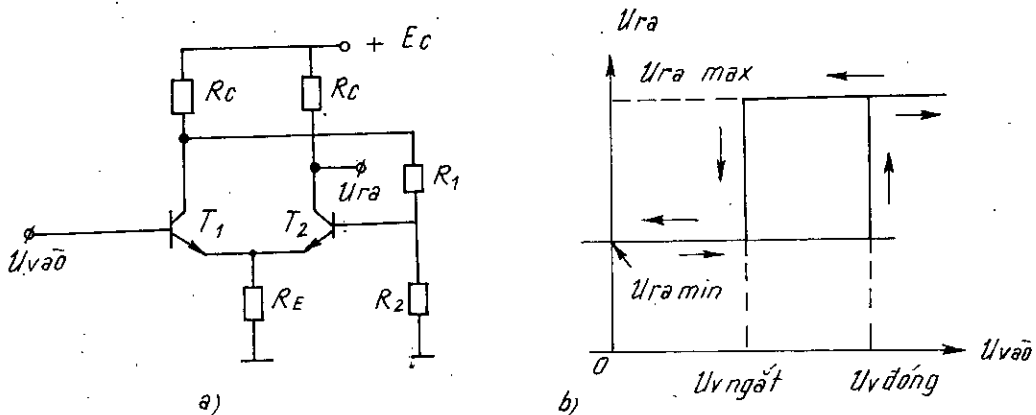 + Ec
Rc
Rc
R1
Ura
T1
T2
Uvào
RE
R2
a)
Ura
Ura max
Ura min
0
Uvngắt
Uvđóng
Uvào
b)